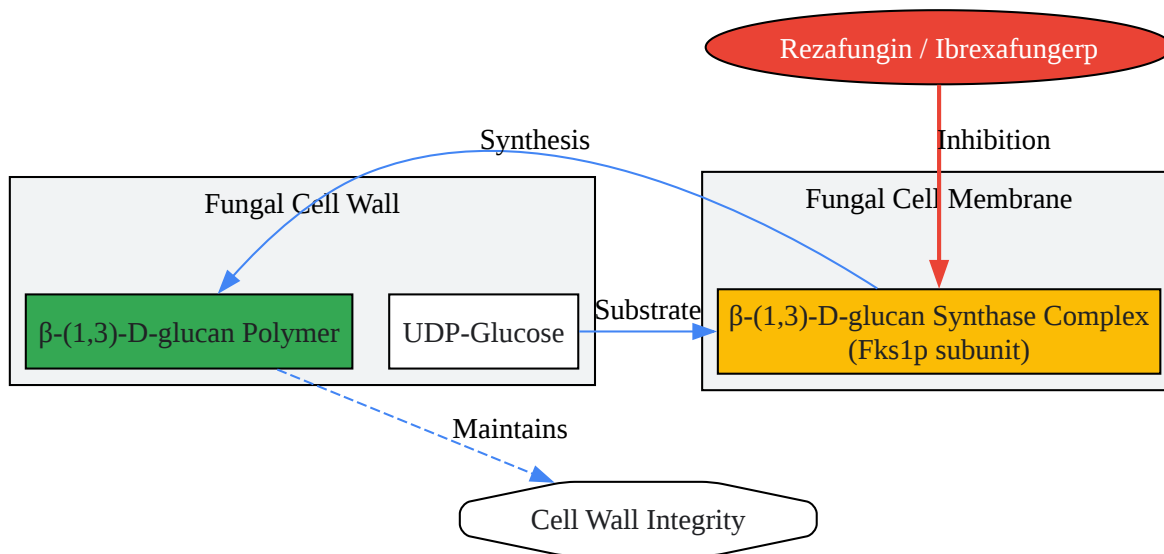 Rezafungin / Ibrexafungerp
Synthesis
Inhibition
Fungal Cell Wall
Fungal Cell Membrane
β-(1,3)-D-glucan Polymer
UDP-Glucose
Substrate
β-(1,3)-D-glucan Synthase Complex
(Fks1p subunit)
Maintains
Cell Wall Integrity